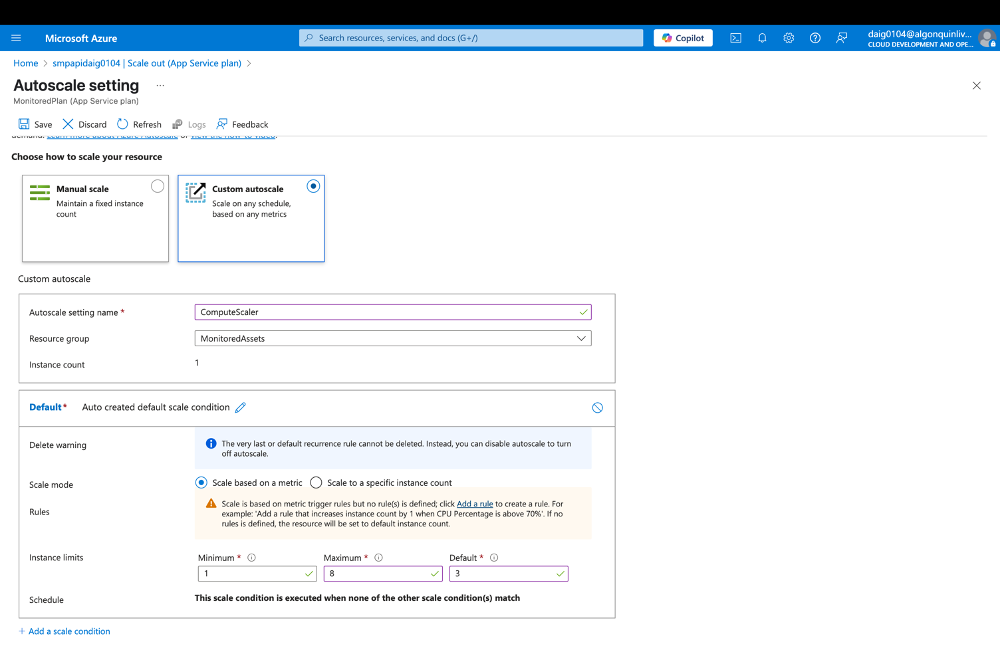 Microsoft Azure
Search resources, services, and docs (G+/)
Copilot
daig0104@algonquinliv...
CLOUD DEVELOPMENT AND OPE...
Home > smpapidaig0104 | Scale out (App Service plan) >
Autoscale setting ...
MonitoredPlan (App Service plan)
Save Discard Refresh Logs Feedback
demand. Learn more about Azure Autoscale or view the how-to video.
Choose how to scale your resource
Manual scale
Maintain a fixed instance
count
Custom autoscale
Scale on any schedule,
based on any metrics
Custom autoscale
Autoscale setting name * ComputeScaler
Resource group MonitoredAssets
Instance count 1
Default* Auto created default scale condition
Delete warning
The very last or default recurrence rule cannot be deleted. Instead, you can disable autoscale to turn
off autoscale.
Scale mode Scale based on a metric Scale to a specific instance count
Rules
Scale is based on metric trigger rules but no rule(s) is defined; click Add a rule to create a rule. For
example: 'Add a rule that increases instance count by 1 when CPU Percentage is above 70%'. If no
rules is defined, the resource will be set to default instance count.
Instance limits Minimum * Maximum * Default *
1 8 3
Schedule This scale condition is executed when none of the other scale condition(s) match
+ Add a scale condition